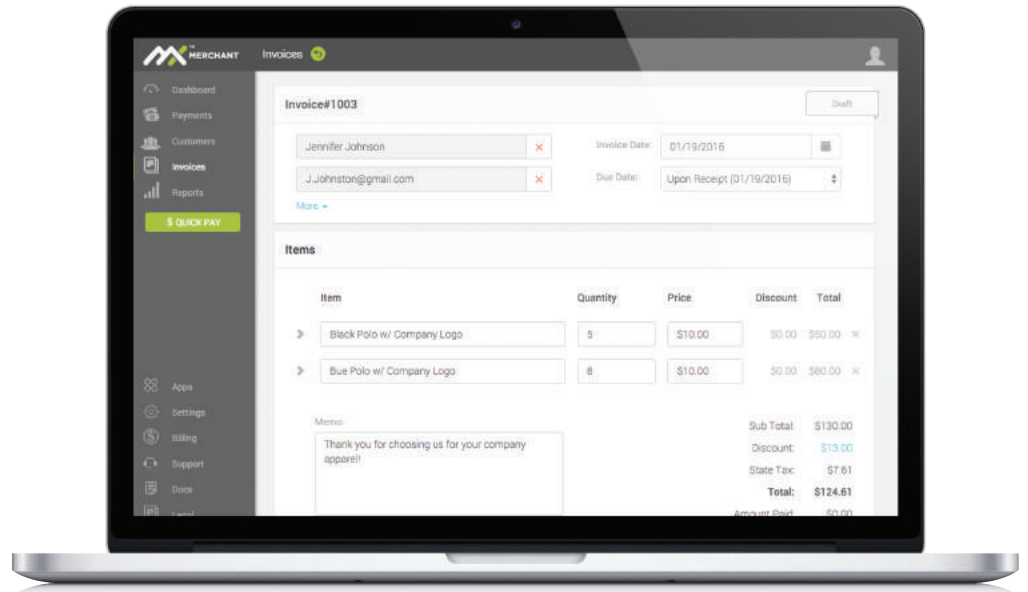 MX™ MERCHANT
Invoices
Dashboard
Payments
Customers
Invoices
Reports
$ QUICK PAY
Apps
Settings
Billing
Support
Docs
Legal
Invoice#1003
Draft
Jennifer Johnson
Invoice Date: 01/19/2016
J.Johnston@gmail.com
Due Date: Upon Receipt (01/19/2016)
More
Items
Item Quantity Price Discount Total
Black Polo w/ Company Logo 5 $10.00 $0.00 $50.00
Bue Polo w/ Company Logo 8 $10.00 $0.00 $80.00
Memo:
Thank you for choosing us for your company
apparel!
Sub Total: $130.00
Discount: $13.00
State Tax: $7.61
Total: $124.61
Amount Paid: $0.00